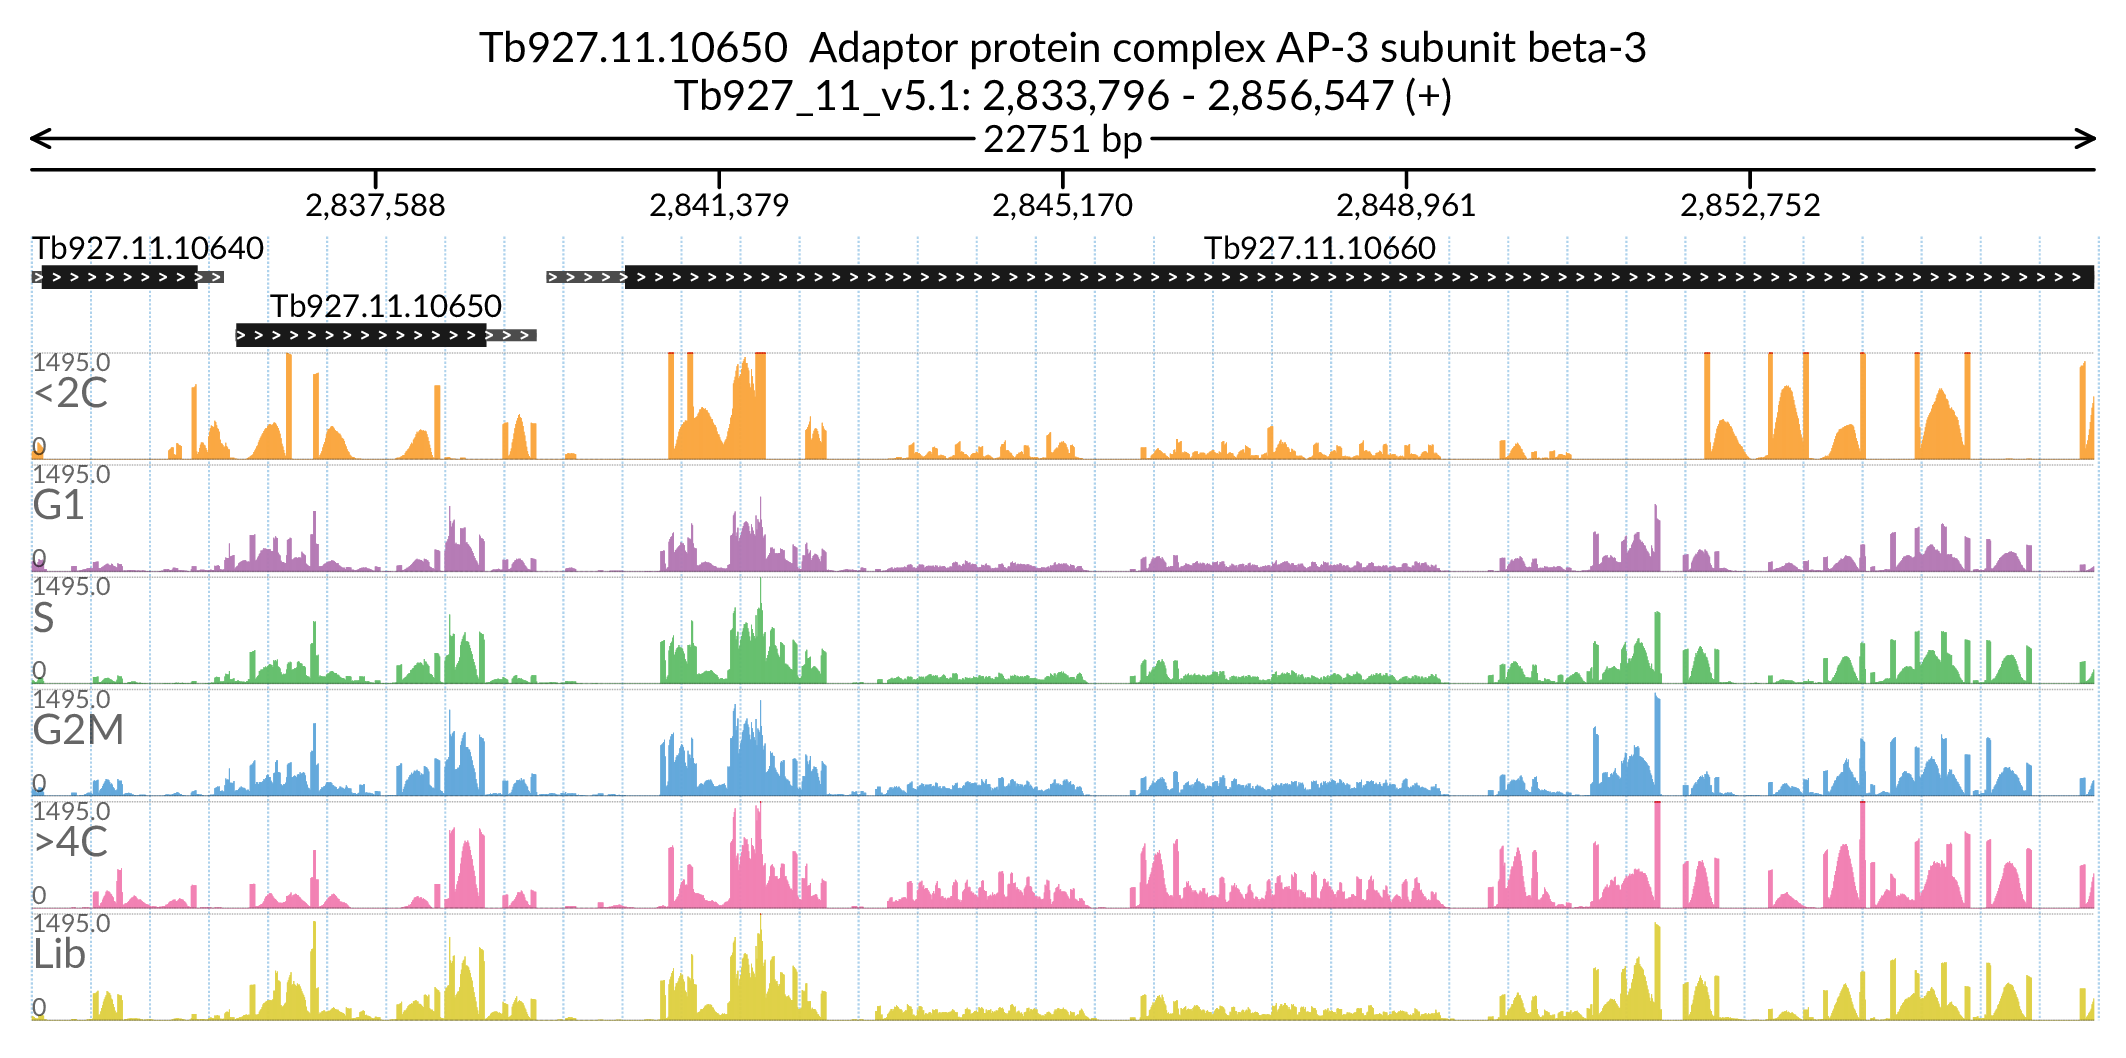 Tb927.11.10650  Adaptor protein complex AP-3 subunit beta-3
Tb927_11_v5.1: 2,833,796 - 2,856,547 (+)
22751 bp
2,837,588 2,841,379 2,845,170 2,848,961 2,852,752
Tb927.11.10640 Tb927.11.10660
Tb927.11.10650
1495.0
<2C
0
1495.0
G1
0
1495.0
S
0
1495.0
G2M
0
1495.0
>4C
0
1495.0
Lib
0